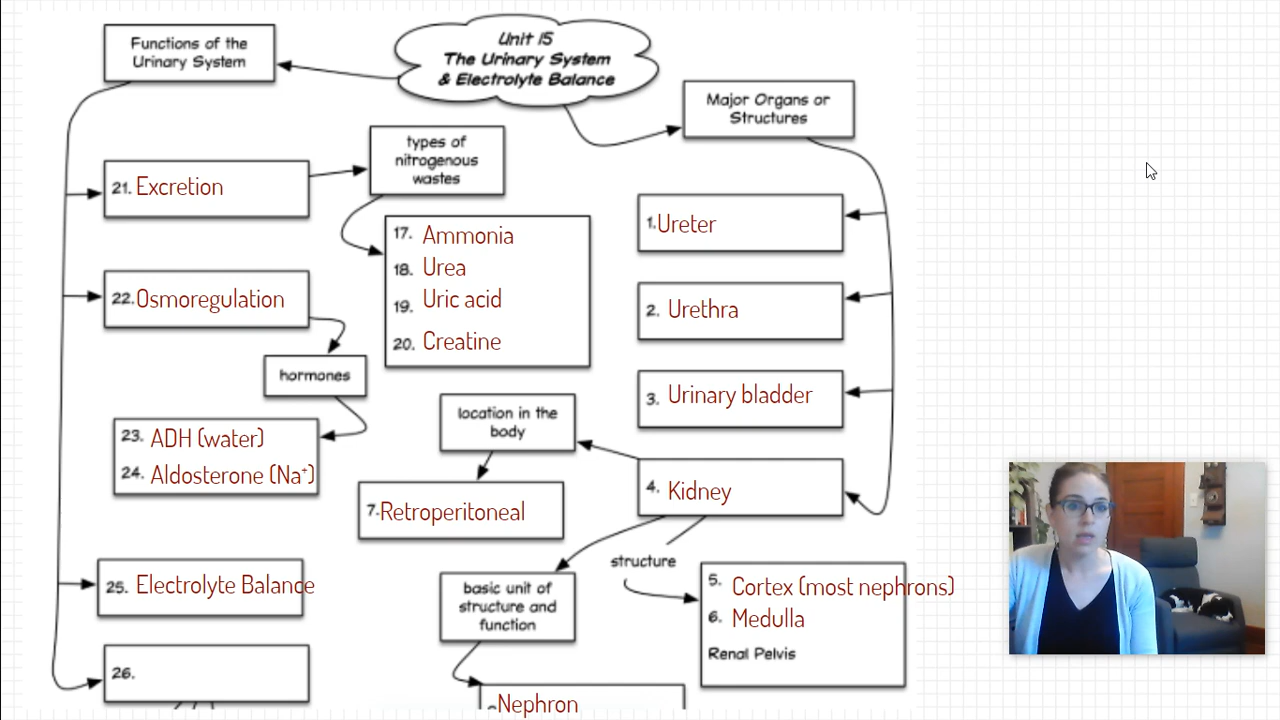 Unit 15
The Urinary System
& Electrolyte Balance
Functions of the
Urinary System
21. Excretion
types of
nitrogenous
wastes
17. Ammonia
18. Urea
19. Uric acid
20. Creatine
22. Osmoregulation
hormones
23. ADH (water)
24. Aldosterone (Na⁺)
25. Electrolyte Balance
26.
Major Organs or
Structures
1. Ureter
2. Urethra
3. Urinary bladder
4. Kidney
location in the
body
7. Retroperitoneal
structure
5. Cortex (most nephrons)
6. Medulla
Renal Pelvis
basic unit of
structure and
function
Nephron